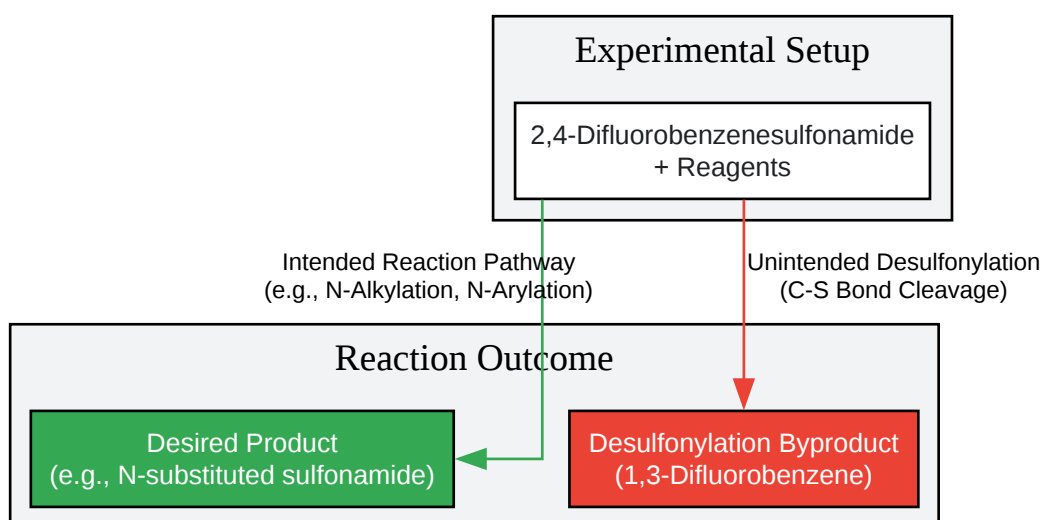 Experimental Setup
2,4-Difluorobenzenesulfonamide
+ Reagents
Intended Reaction Pathway
(e.g., N-Alkylation, N-Arylation)
Unintended Desulfonylation
(C-S Bond Cleavage)
Reaction Outcome
Desired Product
(e.g., N-substituted sulfonamide)
Desulfonylation Byproduct
(1,3-Difluorobenzene)